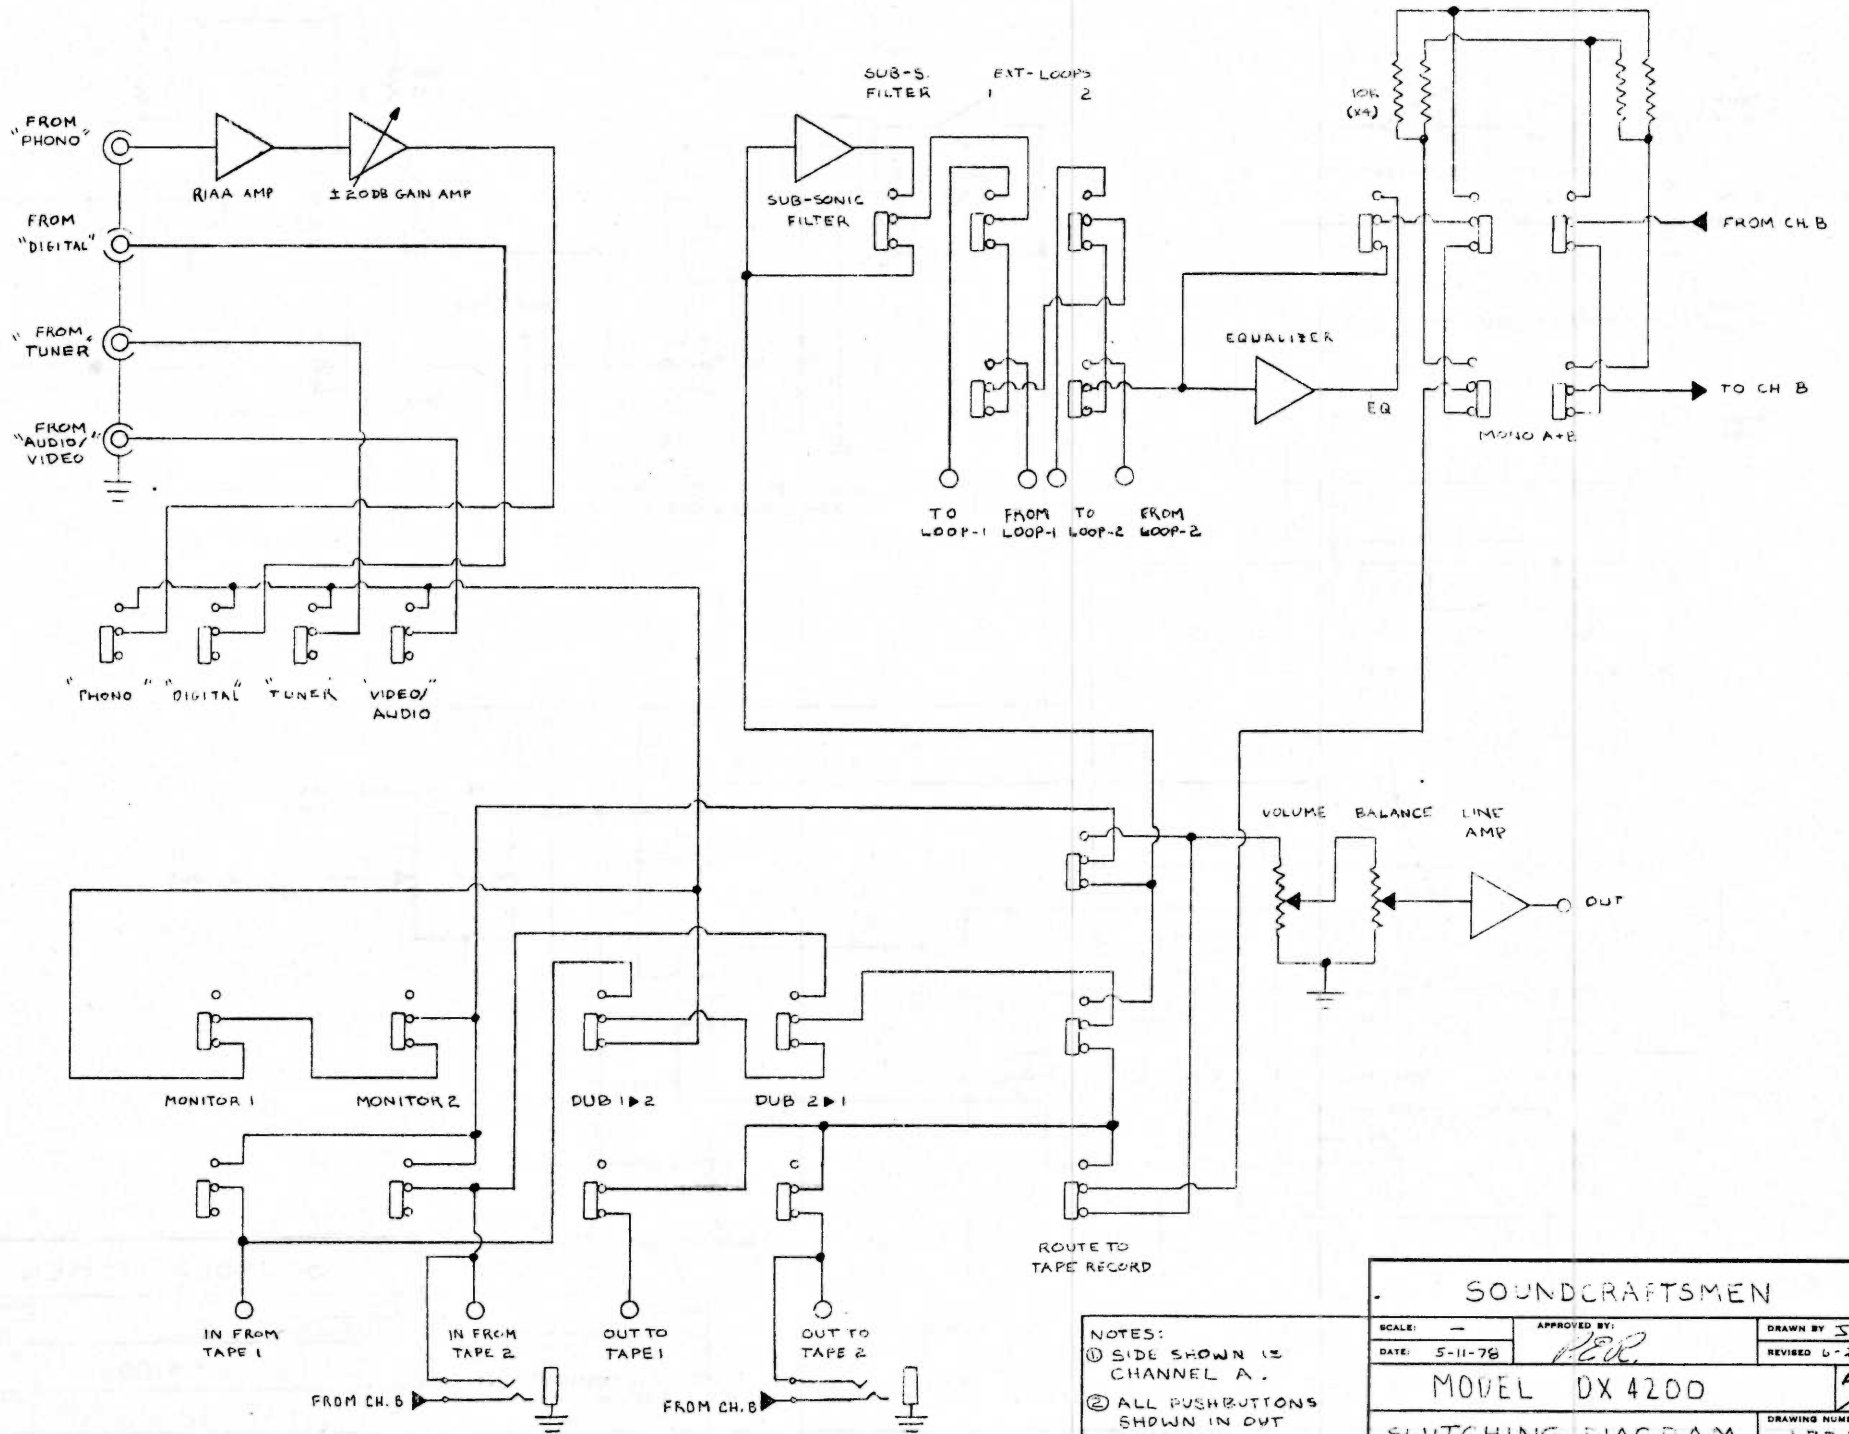 FROM
"PHONO"
RIAA AMP
±20DB GAIN AMP
FROM
"DIGITAL"
"FROM
TUNER"
FROM
"AUDIO/"
VIDEO
"PHONO"
"DIGITAL"
"TUNER
VIDEO/"
AUDIO
SUB-S.
FILTER
EXT-LOOPS
1
2
SUB-SONIC
FILTER
TO
LOOP-1
FROM
LOOP-1
TO
LOOP-2
FROM
LOOP-2
10K
(X4)
EQUALIZER
EQ
MONO A+B
FROM CH. B
TO CH B
VOLUME
BALANCE
LINE
AMP
OUT
MONITOR 1
MONITOR 2
DUB 1▶2
DUB 2▶1
ROUTE TO
TAPE RECORD
IN FROM
TAPE 1
IN FROM
TAPE 2
OUT TO
TAPE 1
OUT TO
TAPE 2
FROM CH. B
FROM CH. B
NOTES:
① SIDE SHOWN IS
CHANNEL A.
② ALL PUSHBUTTONS
SHOWN IN OUT
SOUNDCRAFTSMEN
SCALE: —
APPROVED BY:
DRAWN BY
DATE: 5-11-78
REVISED
MODEL DX4200
SWITCHING DIAGRAM
DRAWING